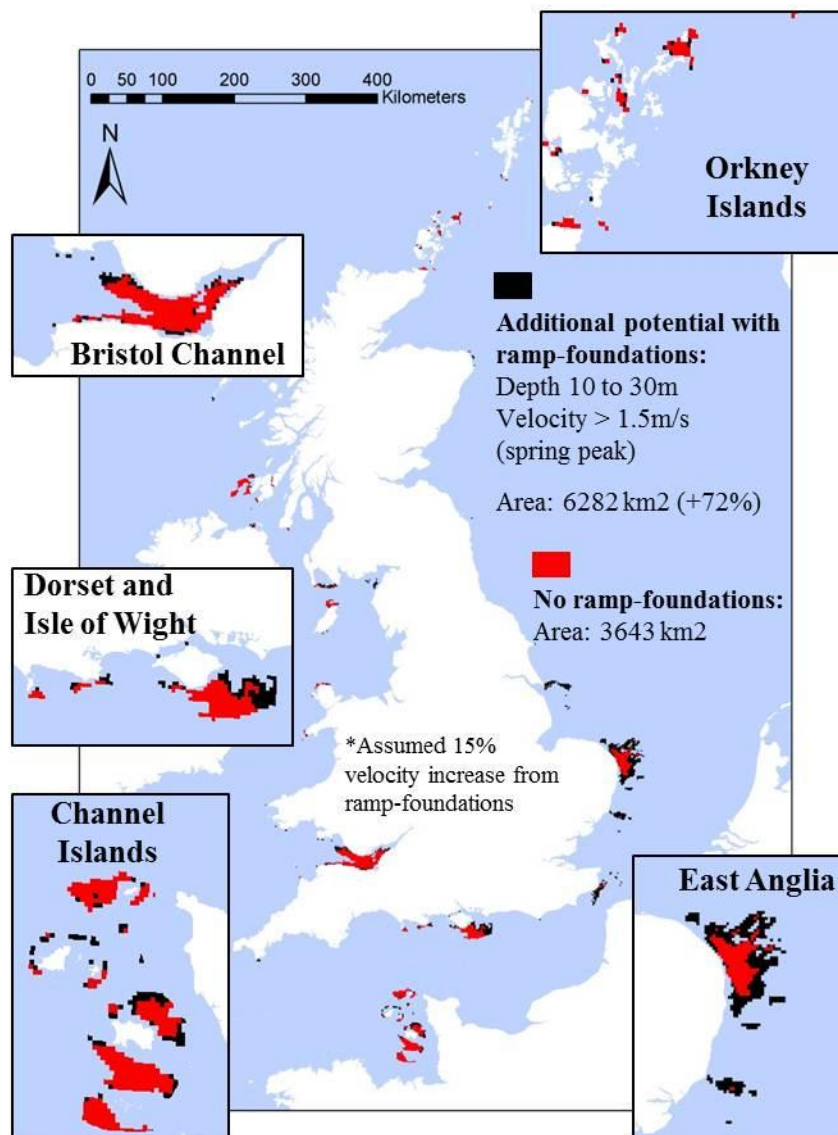 0 50 100 200 300 400
Kilometers
N
Orkney
Islands
Bristol Channel
Additional potential with
ramp-foundations:
Depth 10 to 30m
Velocity > 1.5m/s
(spring peak)
Area: 6282 km2 (+72%)
No ramp-foundations:
Area: 3643 km2
Dorset and
Isle of Wight
*Assumed 15%
velocity increase from
ramp-foundations
Channel
Islands
East Anglia